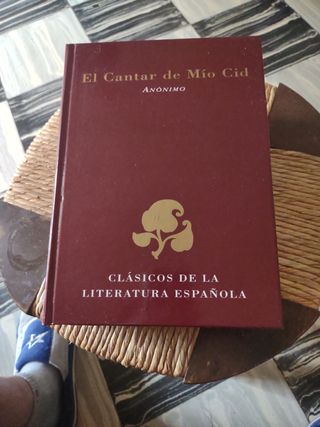 El Cantar de Mío Cid
Anónimo
CLÁSICOS DE LA
LITERATURA ESPAÑOLA